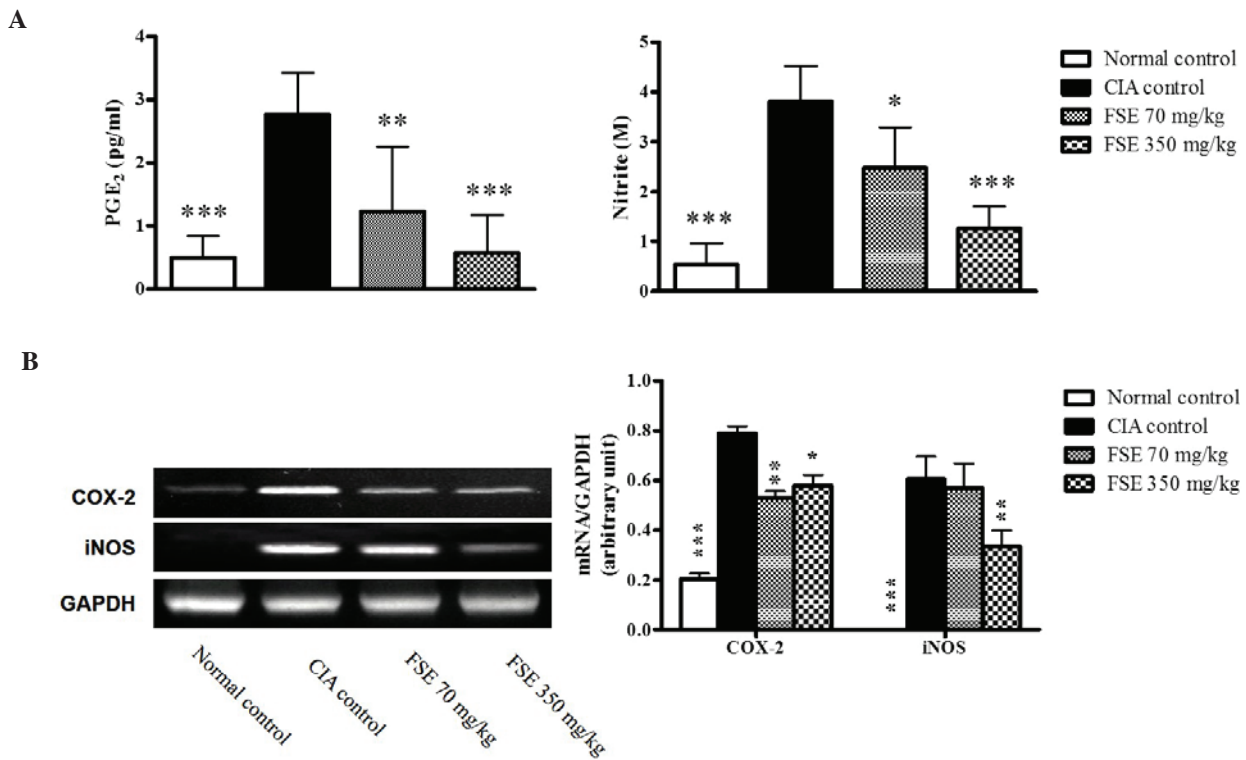 A
PGE2 (pg/ml)
4
3
2
1
0
***
**
***
Nitrite (M)
5
4
3
2
1
0
***
*
***
Normal control
CIA control
FSE 70 mg/kg
FSE 350 mg/kg
B
COX-2
iNOS
GAPDH
Normal control
CIA control
FSE 70 mg/kg
FSE 350 mg/kg
mRNA/GAPDH
(arbitrary unit)
1.0
0.8
0.6
0.4
0.2
0.0
***
**
*
***
**
COX-2
iNOS
Normal control
CIA control
FSE 70 mg/kg
FSE 350 mg/kg